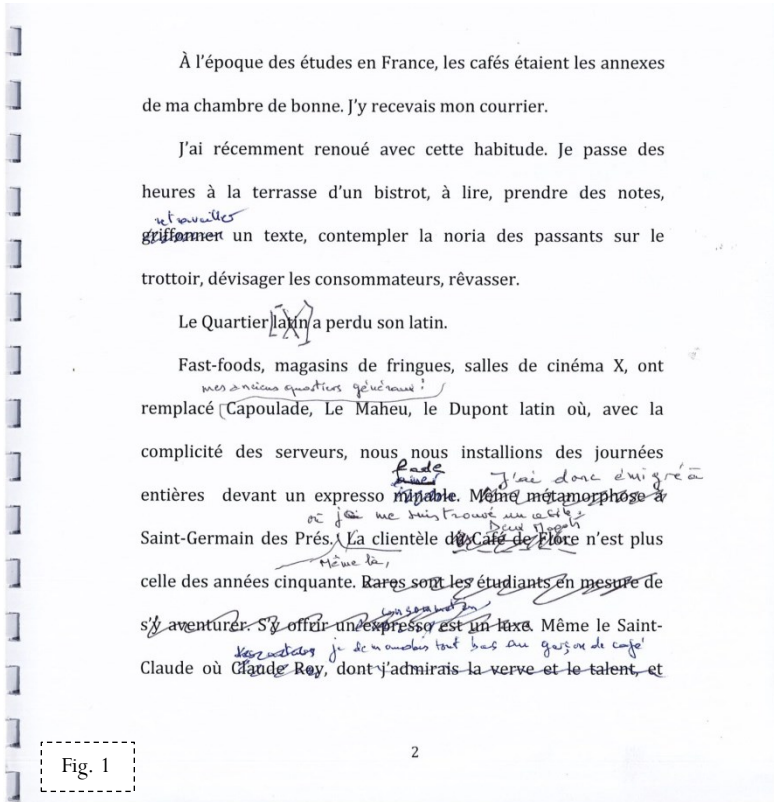 À l'époque des études en France, les cafés étaient les annexes
de ma chambre de bonne. J'y recevais mon courrier.
J'ai récemment renoué avec cette habitude. Je passe des
heures à la terrasse d'un bistrot, à lire, prendre des notes,
retravailler
griffonner un texte, contempler la noria des passants sur le
trottoir, dévisager les consommateurs, rêvasser.
Le Quartier latin a perdu son latin.
Fast-foods, magasins de fringues, salles de cinéma X, ont
mes anciens quartiers généraux :
remplacé Capoulade, Le Maheu, le Dupont latin où, avec la
complicité des serveurs, nous nous installions des journées
fade
J'ai donc émigré à
entières devant un expresso minable. Même métamorphose à
où je me suis trouvé un
Deux Magots
Saint-Germain des Prés. La clientèle du Café de Flore n'est plus
Même là,
celle des années cinquante. Rares sont les étudiants en mesure de
consommation
s'y aventurer. S'y offrir un expresso est un luxe. Même le Saint-
je demandais tout bas au garçon de café
Claude où Claude Roy, dont j'admirais la verve et le talent, et
2
Fig. 1